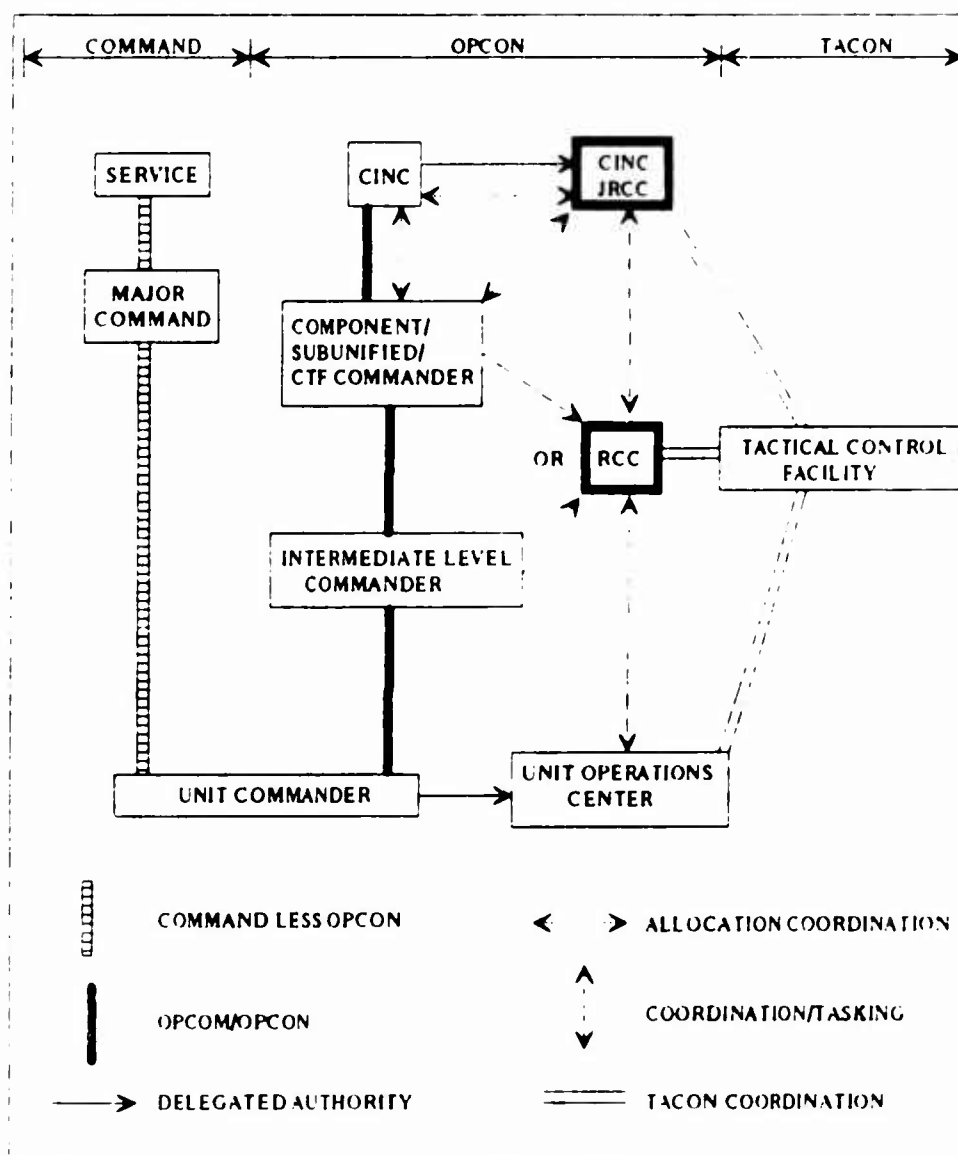 COMMAND
OPCON
TACON
SERVICE
CINC
CINC
JRCC
MAJOR
COMMAND
COMPONENT/
SUBUNIFIED/
CTF COMMANDER
OR
RCC
TACTICAL CONTROL
FACILITY
INTERMEDIATE LEVEL
COMMANDER
UNIT COMMANDER
UNIT OPERATIONS
CENTER
COMMAND LESS OPCON
ALLOCATION COORDINATION
OPCOM/OPCON
COORDINATION/TASKING
DELEGATED AUTHORITY
TACON COORDINATION